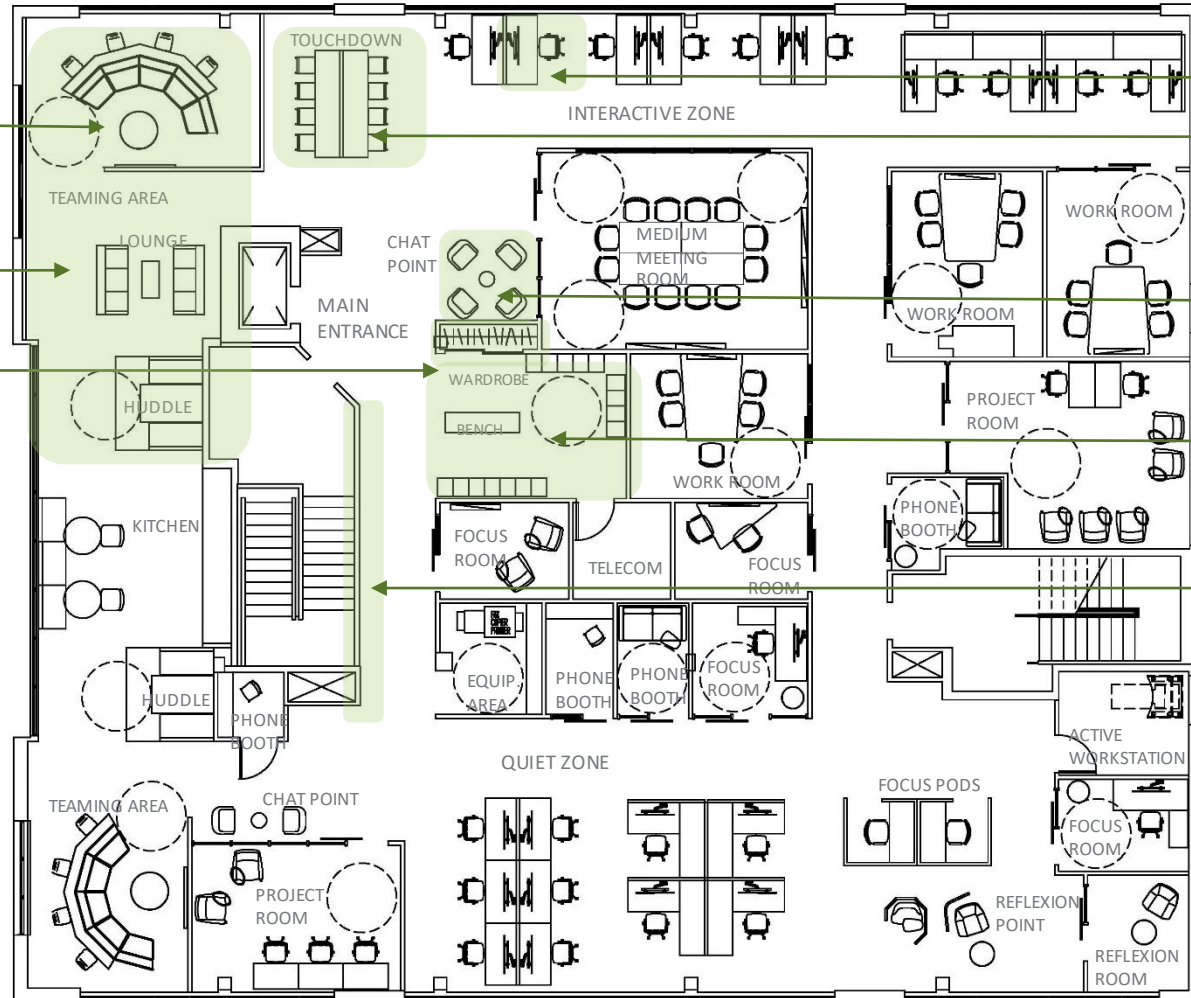 TOUCHDOWN
INTERACTIVE ZONE
TEAMING AREA
LOUNGE
CHAT
POINT
MEDIUM
MEETING
ROOM
WORK ROOM
WORK ROOM
MAIN
ENTRANCE
WARDROBE
BENCH
HUDDLE
PROJECT
ROOM
WORK ROOM
KITCHEN
FOCUS
ROOM
TELECOM
FOCUS
ROOM
PHONE
BOOTH
EQUIP
AREA
PHONE
BOOTH
PHONE
BOOTH
FOCUS
ROOM
HUDDLE
PHONE
BOOTH
ACTIVE
WORKSTATION
QUIET ZONE
TEAMING AREA
CHAT POINT
FOCUS PODS
FOCUS
ROOM
PROJECT
ROOM
REFLEXION
POINT
REFLEXION
ROOM